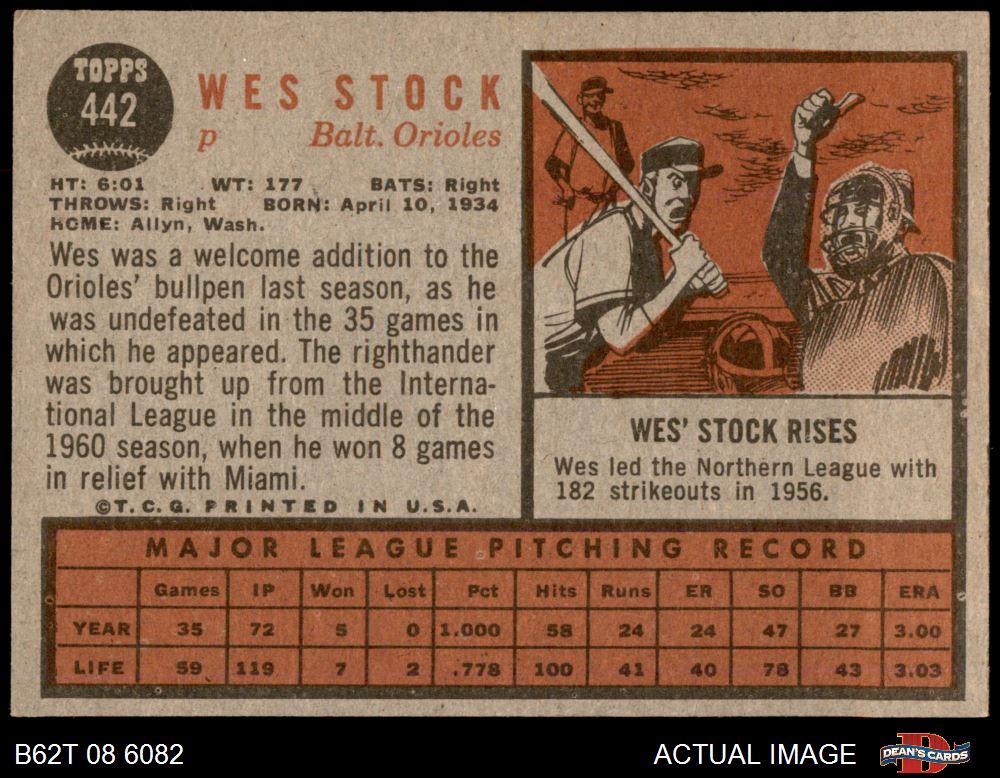 TOPPS
442
WES STOCK
p Balt. Orioles
HT: 6:01 WT: 177 BATS: Right
THROWS: Right BORN: April 10, 1934
HOME: Allyn, Wash.
Wes was a welcome addition to the
Orioles' bullpen last season, as he
was undefeated in the 35 games in
which he appeared. The righthander
was brought up from the Interna-
tional League in the middle of the
1960 season, when he won 8 games
in relief with Miami.
©T.C.G. PRINTED IN U.S.A.
WES' STOCK RISES
Wes led the Northern League with
182 strikeouts in 1956.
MAJOR LEAGUE PITCHING RECORD
Games IP Won Lost Pct Hits Runs ER SO BB ERA
YEAR 35 72 5 0 1.000 58 24 24 47 27 3.00
LIFE 59 119 7 2 .778 100 41 40 78 43 3.03
B62T 08 6082 ACTUAL IMAGE DEAN'S CARDS